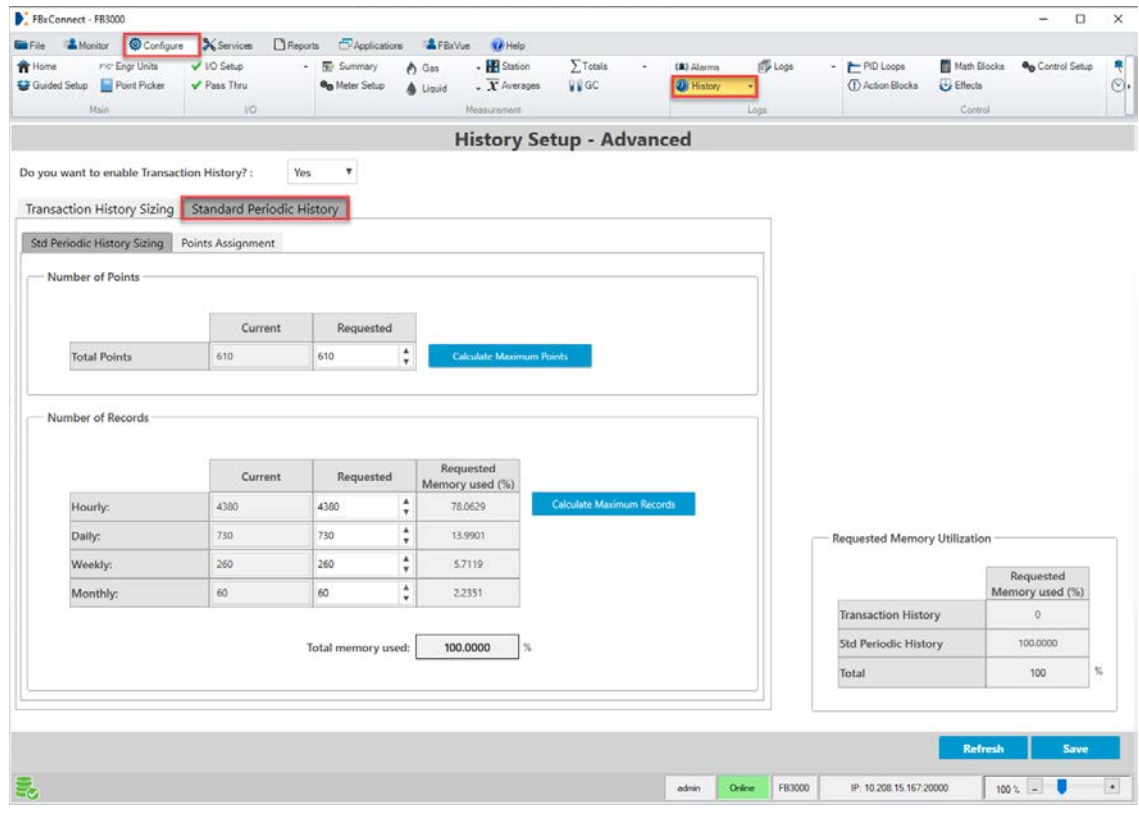 FBxConnect - FB3000
File Monitor Configure Services Reports Applications FBxVue Help
Home Engr Units I/O Setup Summary Gas Station Totals Alarms Logs PID Loops Math Blocks Control Setup
Guided Setup Point Picker Pass Thru Meter Setup Liquid Averages GC History Action Blocks Effects
Main I/O Measurement Logs Control
History Setup - Advanced
Do you want to enable Transaction History? : Yes
Transaction History Sizing Standard Periodic History
Std Periodic History Sizing Points Assignment
Number of Points
Current Requested
Total Points 610 610 Calculate Maximum Points
Number of Records
Current Requested Requested
Memory used (%)
Hourly: 4380 4380 78.0629 Calculate Maximum Records
Daily: 730 730 13.9901
Weekly: 260 260 5.7119
Monthly: 60 60 2.2351
Total memory used: 100.0000 %
Requested Memory Utilization
Requested
Memory used (%)
Transaction History 0
Std Periodic History 100.0000
Total 100 %
Refresh Save
admin Online FB3000 IP: 10.208.15.167:20000 100 % - +